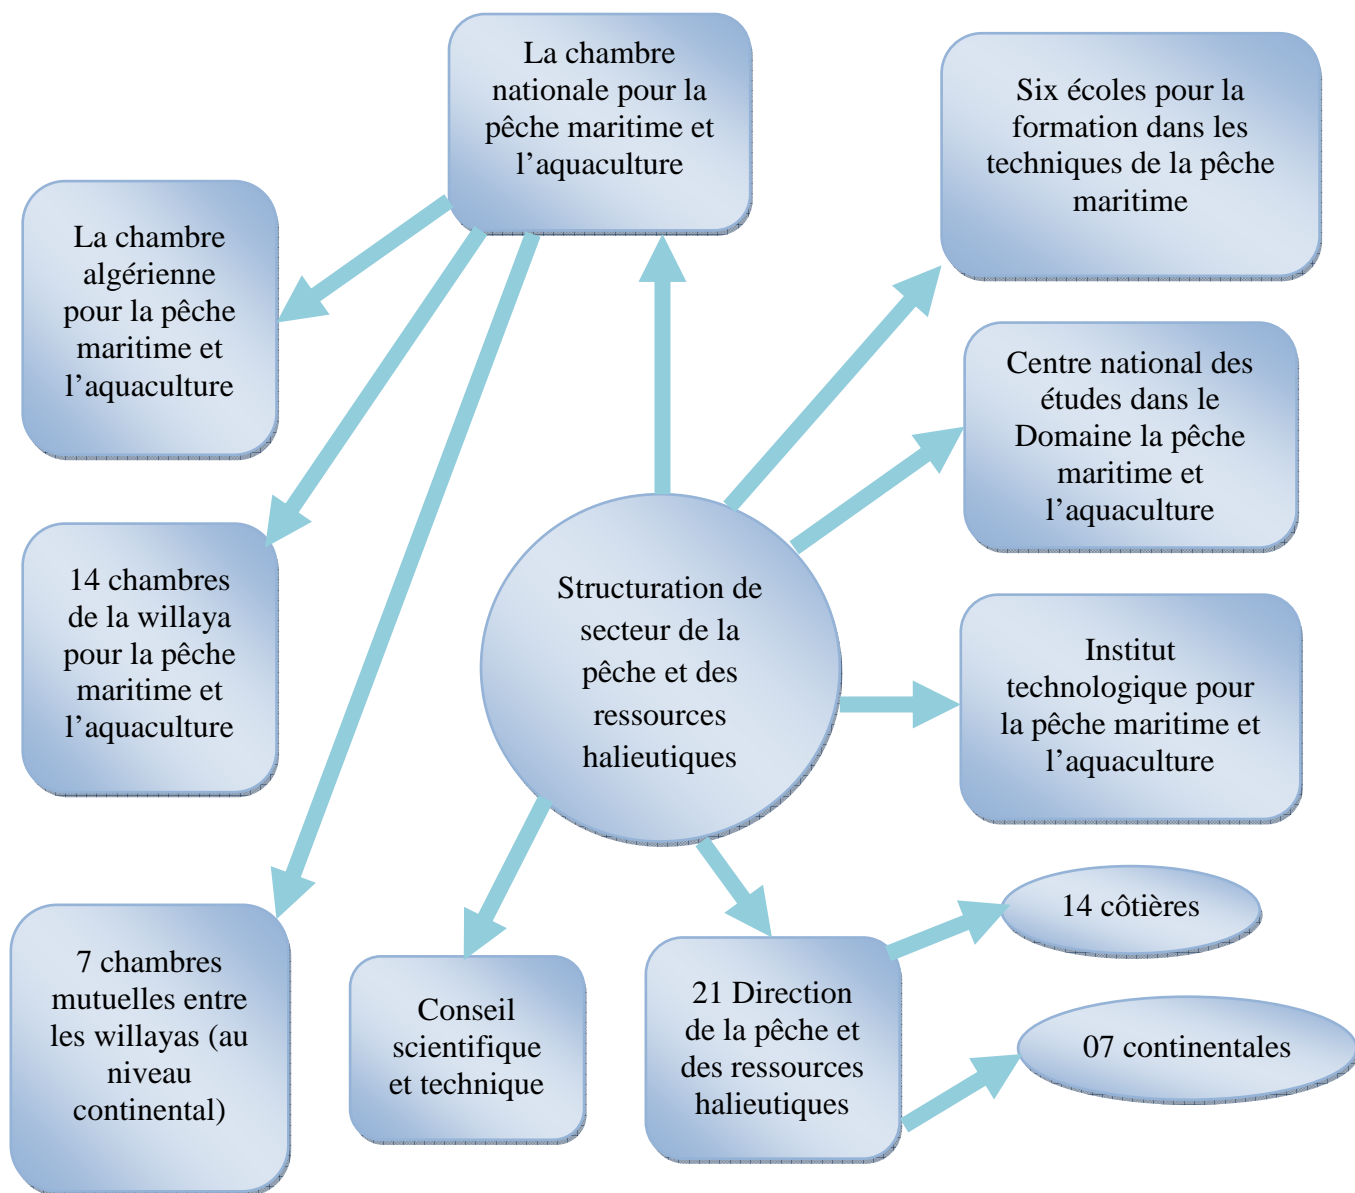 La chambre
nationale pour la
pêche maritime et
l’aquaculture
Six écoles pour la
formation dans les
techniques de la pêche
maritime
La chambre
algérienne
pour la pêche
maritime et
l’aquaculture
Centre national des
études dans le
Domaine la pêche
maritime et
l’aquaculture
14 chambres
de la willaya
pour la pêche
maritime et
l’aquaculture
Structuration de
secteur de la
pêche et des
ressources
halieutiques
Institut
technologique pour
la pêche maritime et
l’aquaculture
7 chambres
mutuelles entre
les willayas (au
niveau
continental)
Conseil
scientifique
et technique
21 Direction
de la pêche et
des ressources
halieutiques
14 côtières
07 continentales